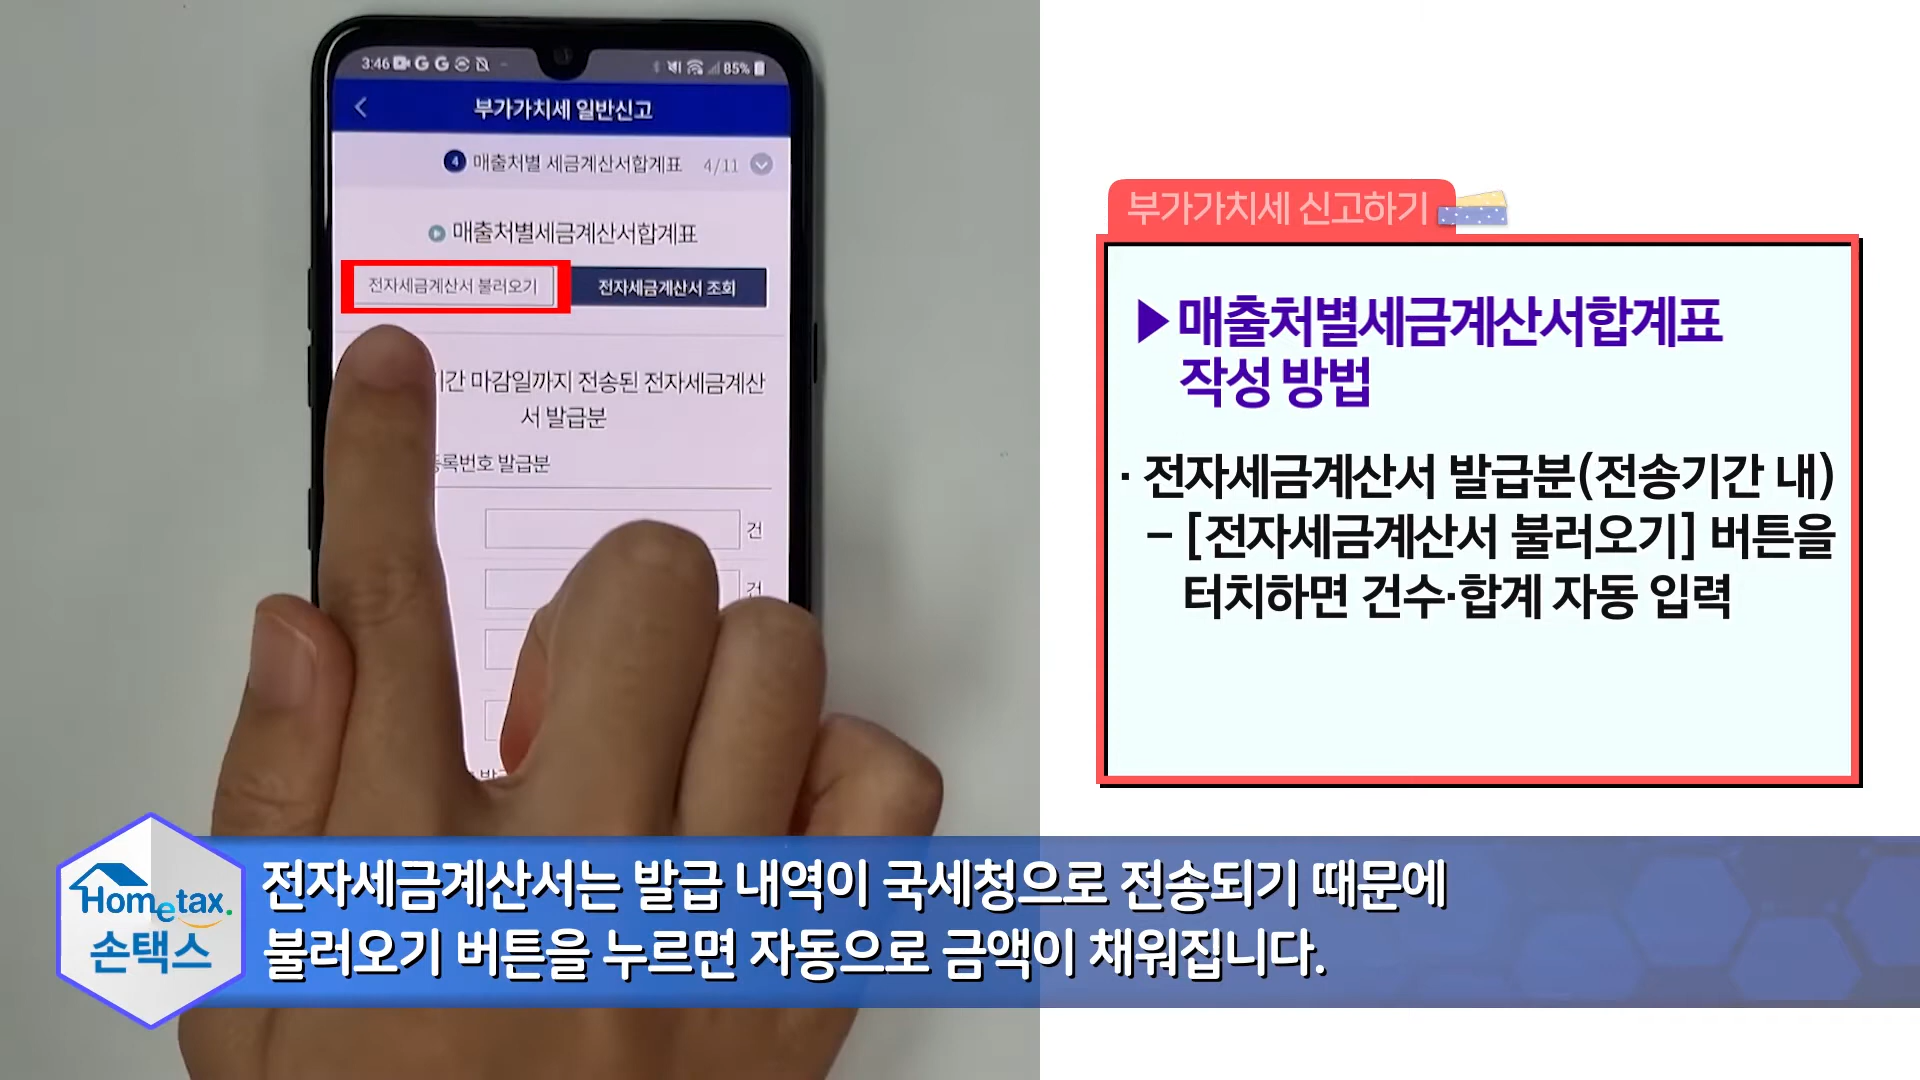 3:46
85%
부가가치세 일반신고
4 매출처별 세금계산서합계표 4/11
매출처별세금계산서합계표
전자세금계산서 불러오기
전자세금계산서 조회
기간 마감일까지 전송된 전자세금계산
서 발급분
등록번호 발급분
건
건
부가가치세 신고하기
▶매출처별세금계산서합계표
작성 방법
· 전자세금계산서 발급분(전송기간 내)
- [전자세금계산서 불러오기] 버튼을
터치하면 건수·합계 자동 입력
Hometax.
손택스
전자세금계산서는 발급 내역이 국세청으로 전송되기 때문에
불러오기 버튼을 누르면 자동으로 금액이 채워집니다.